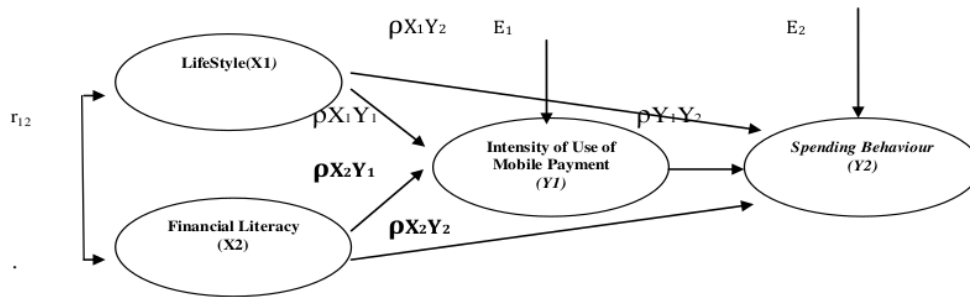 ρX₁Y₂
E₁
E₂
LifeStyle(X1)
r₁₂
ρX₁Y₁
ρY₁Y₂
Intensity of Use of
Mobile Payment
(Y1)
Spending Behaviour
(Y2)
ρX₂Y₁
Financial Literacy
(X2)
ρX₂Y₂
.